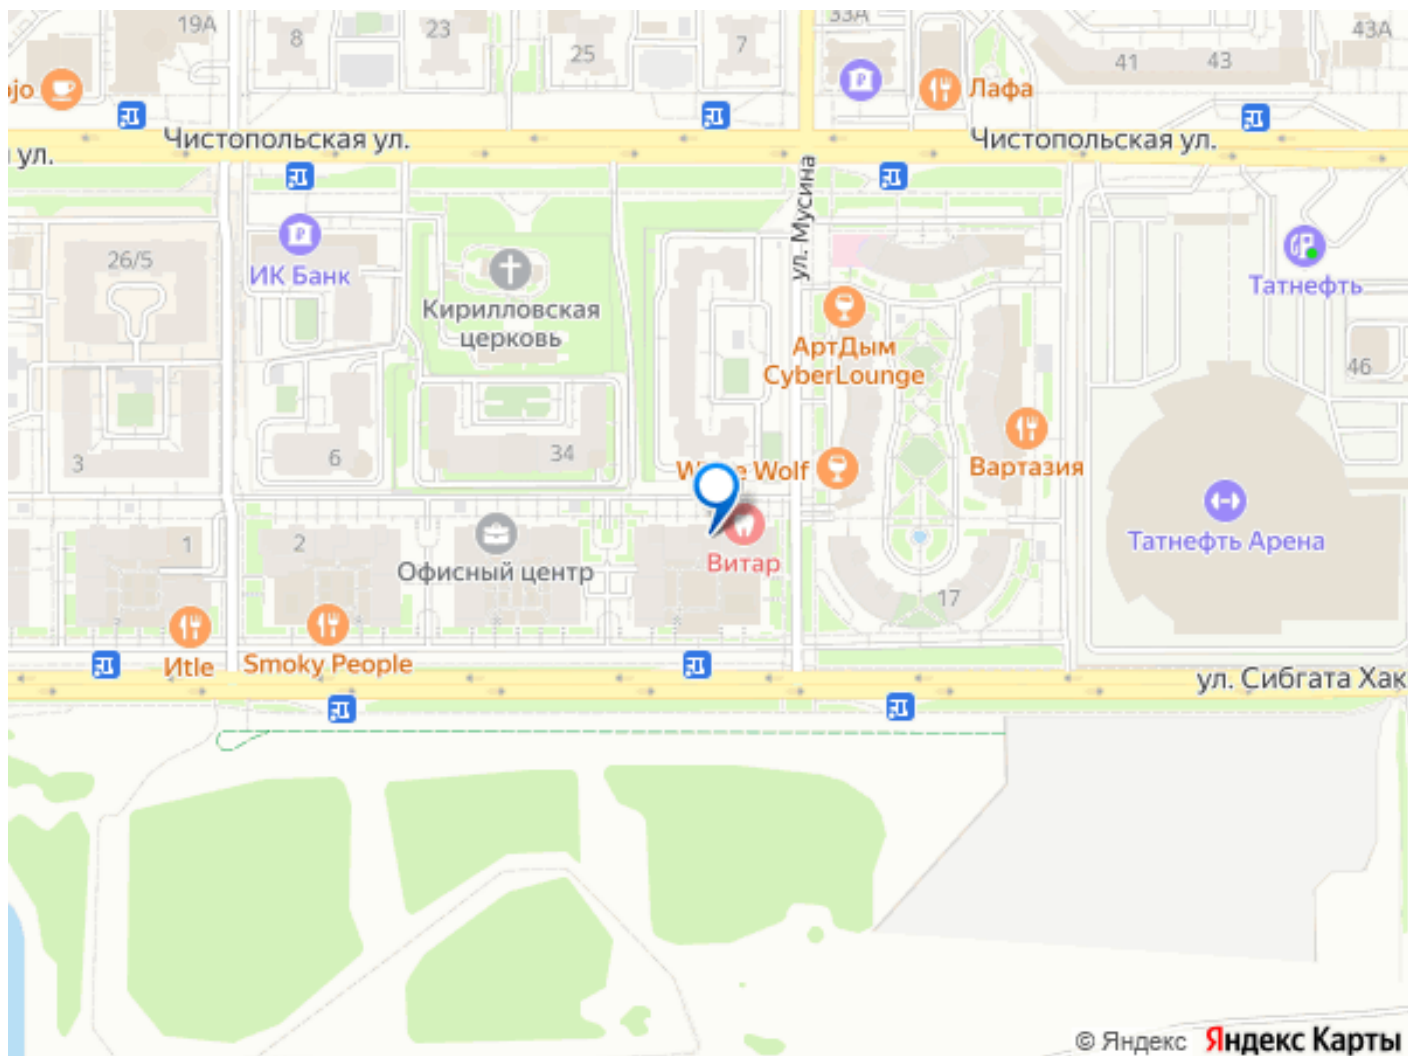 19А
8
23
25
7
33А
41
43
43А
ojo
Лафа
Чистопольская ул.
Чистопольская ул.
ул.
ул. Мусина
26/5
ИК Банк
Кирилловская
церковь
Татнефть
АртДым
CyberLounge
46
3
6
34
Wolf
Вартазия
1
2
Офисный центр
Витар
Татнефть Арена
17
Итle
Smoky People
ул. Сибгата Хак
© Яндекс Яндекс Карты